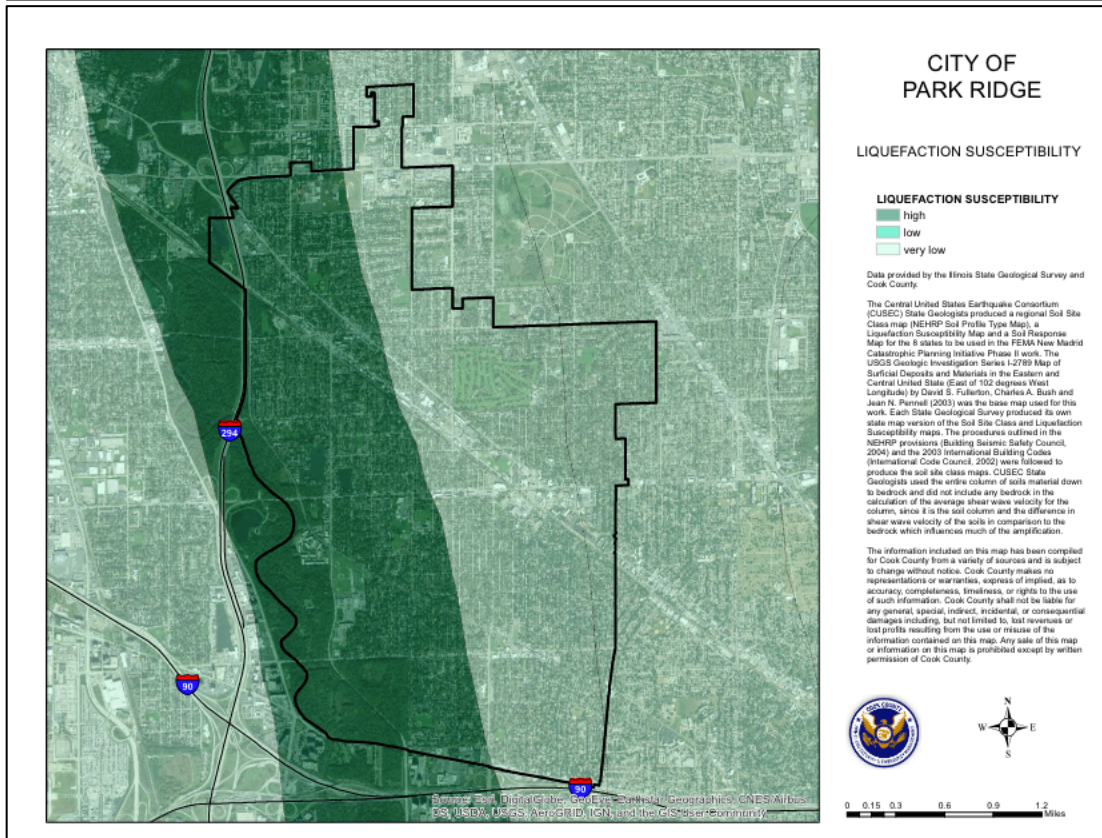 CITY OF
PARK RIDGE
LIQUEFACTION SUSCEPTIBILITY
LIQUEFACTION SUSCEPTIBILITY
high
low
very low
Data provided by the Illinois State Geological Survey and
Cook County.
The Central United States Earthquake Consortium
(CUSEC) State Geologists produced a regional Soil Site
Class map (NEHRP Soil Profile Type Map), a
Liquefaction Susceptibility Map and a Soil Response
Map for the 8 states to be used in the FEMA New Madrid
Catastrophic Planning Initiative Phase II work. The
USGS Geologic Investigation Series I-2789 Map of
Surficial Deposits and Materials in the Eastern and
Central United State (East of 102 degrees West
Longitude) by David S. Fullerton, Charles A. Bush and
Jean N. Pennell (2003) was the base map used for this
work. Each State Geological Survey produced its own
state map version of the Soil Site Class and Liquefaction
Susceptibility maps. The procedures outlined in the
NEHRP provisions (Building Seismic Safety Council,
2004) and the 2003 International Building Codes
(International Code Council, 2002) were followed to
produce the soil site class maps. CUSEC State
Geologists used the entire column of soils material down
to bedrock and did not include any bedrock in the
calculation of the average shear wave velocity for the
column, since it is the soil column and the difference in
shear wave velocity of the soils in comparison to the
bedrock which influences much of the amplification.
The information included on this map has been compiled
for Cook County from a variety of sources and is subject
to change without notice. Cook County makes no
representations or warranties, express of implied, as to
accuracy, completeness, timeliness, or rights to the use
of such information. Cook County shall not be liable for
any general, special, indirect, incidental, or consequential
damages including, but not limited to, lost revenues or
lost profits resulting from the use or misuse of the
information contained on this map. Any sale of this map
or information on this map is prohibited except by written
permission of Cook County.
294
90
90
Source: Esri, DigitalGlobe, GeoEye, Earthstar Geographics, CNES/Airbus
DS, USDA, USGS, AeroGRID, IGN, and the GIS User Community
COOK COUNTY
N
W E
S
0 0.15 0.3 0.6 0.9 1.2
Miles